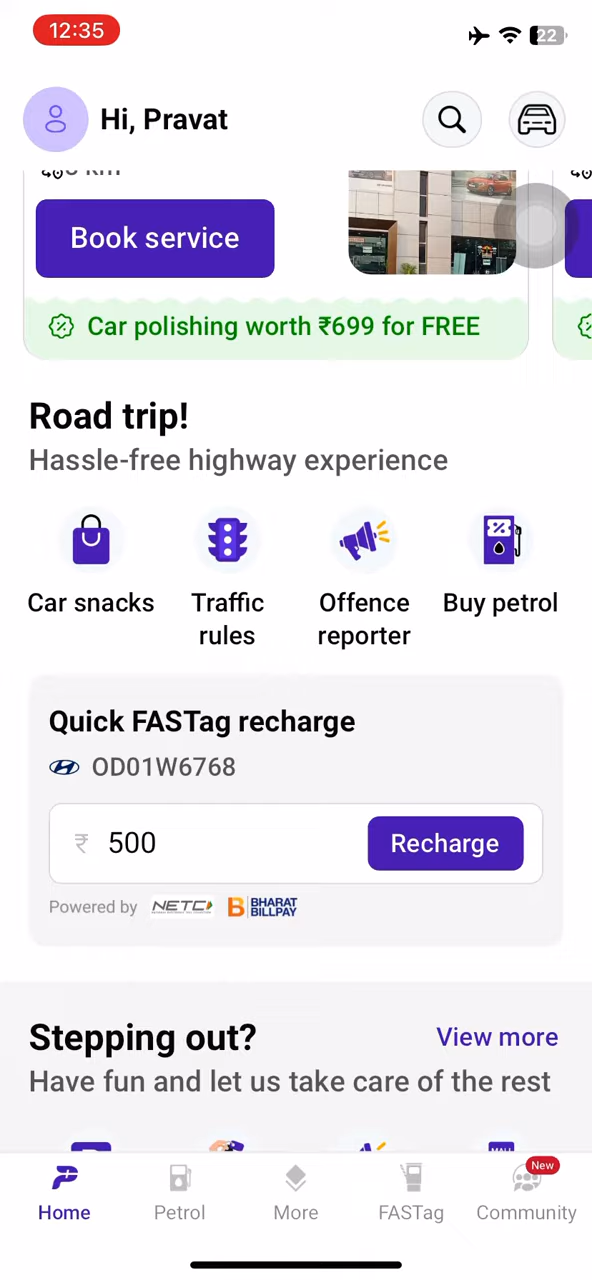 12:35
22
Hi, Pravat
Book service
Car polishing worth ₹699 for FREE
Road trip!
Hassle-free highway experience
Car snacks
Traffic
rules
Offence
reporter
Buy petrol
Quick FASTag recharge
OD01W6768
₹ 500
Recharge
Powered by NETC BHARAT
BILLPAY
Stepping out?
View more
Have fun and let us take care of the rest
New
Home
Petrol
More
FASTag
Community